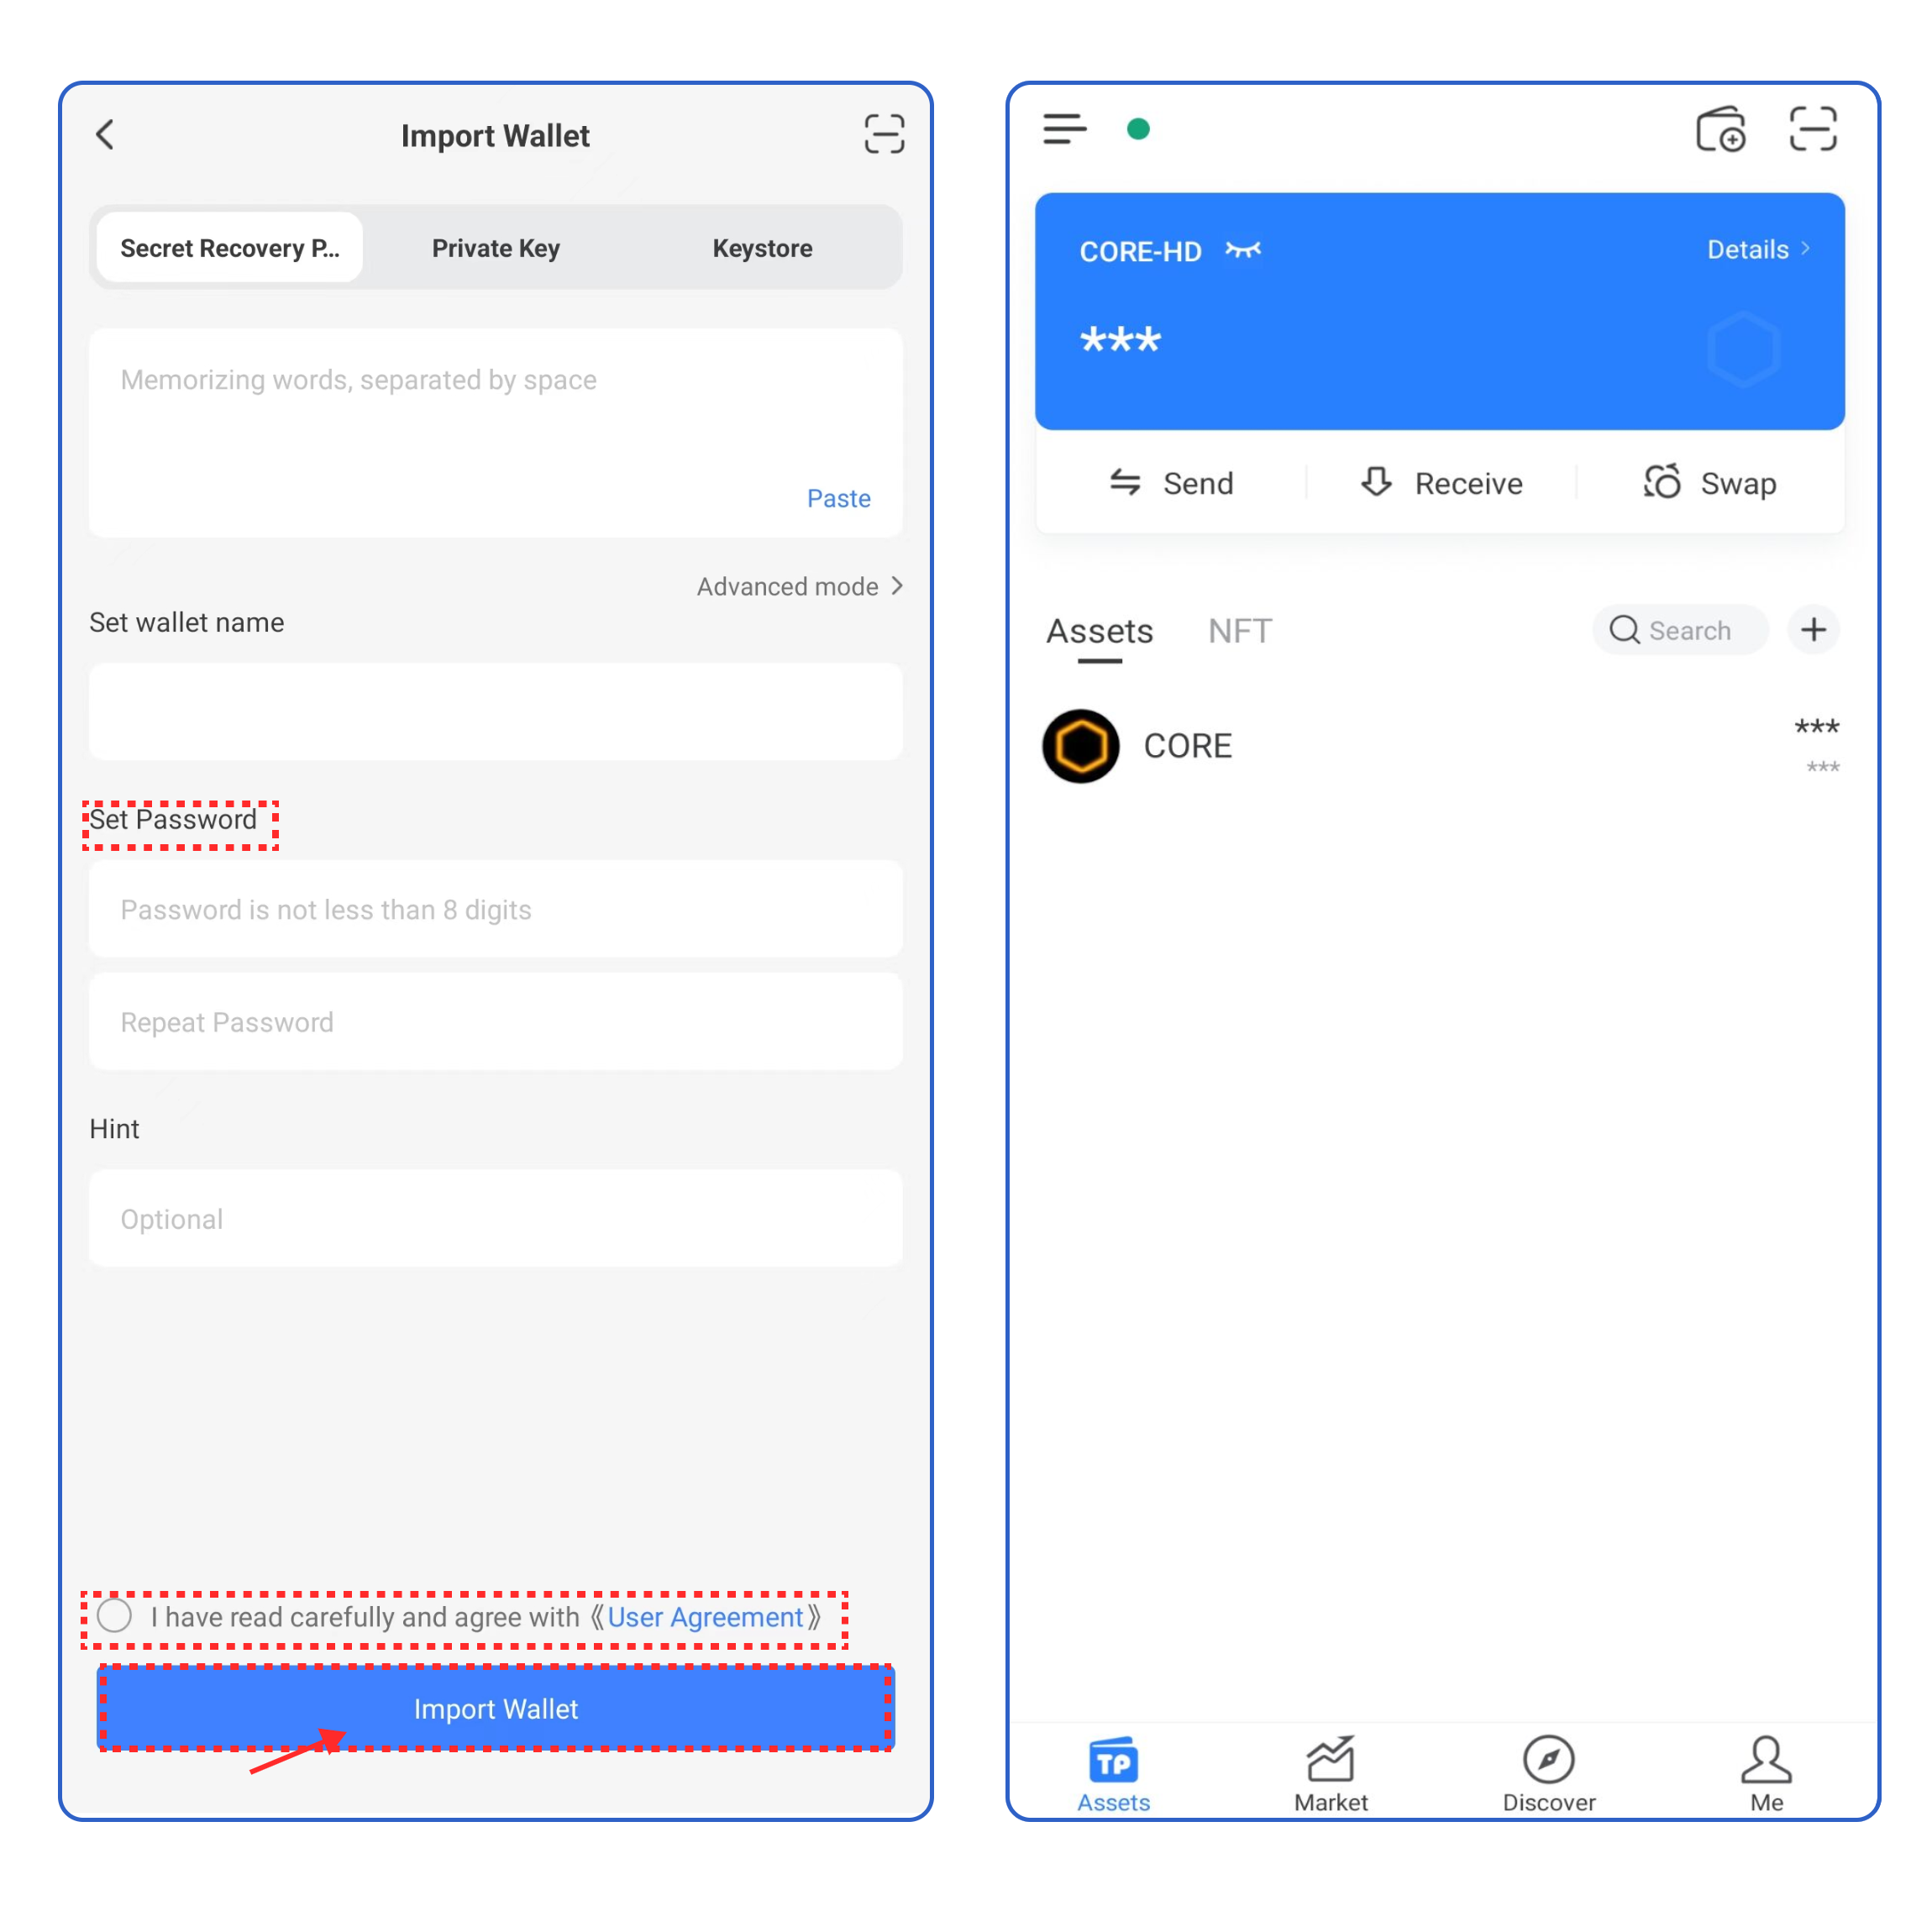 Import Wallet
Secret Recovery P...
Private Key
Keystore
Memorizing words, separated by space
Paste
Advanced mode
Set wallet name
Set Password
Password is not less than 8 digits
Repeat Password
Hint
Optional
I have read carefully and agree with 《User Agreement》
Import Wallet
CORE-HD
Details
***
Send
Receive
Swap
Assets
NFT
Search
CORE
***
***
TP
Assets
Market
Discover
Me